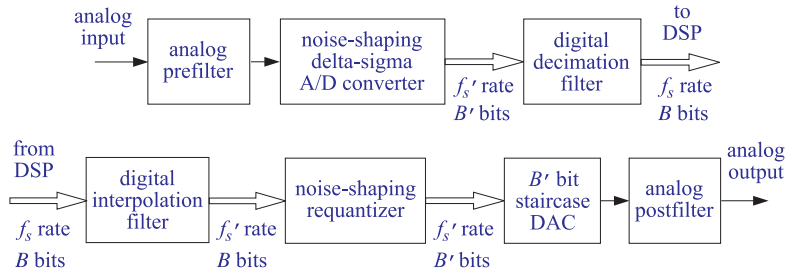 analog
input
analog
prefilter
noise-shaping
delta-sigma
A/D converter
fs′ rate
B′ bits
digital
decimation
filter
to
DSP
fs rate
B bits
from
DSP
fs rate
B bits
digital
interpolation
filter
fs′ rate
B bits
noise-shaping
requantizer
fs′ rate
B′ bits
B′ bit
staircase
DAC
analog
postfilter
analog
output